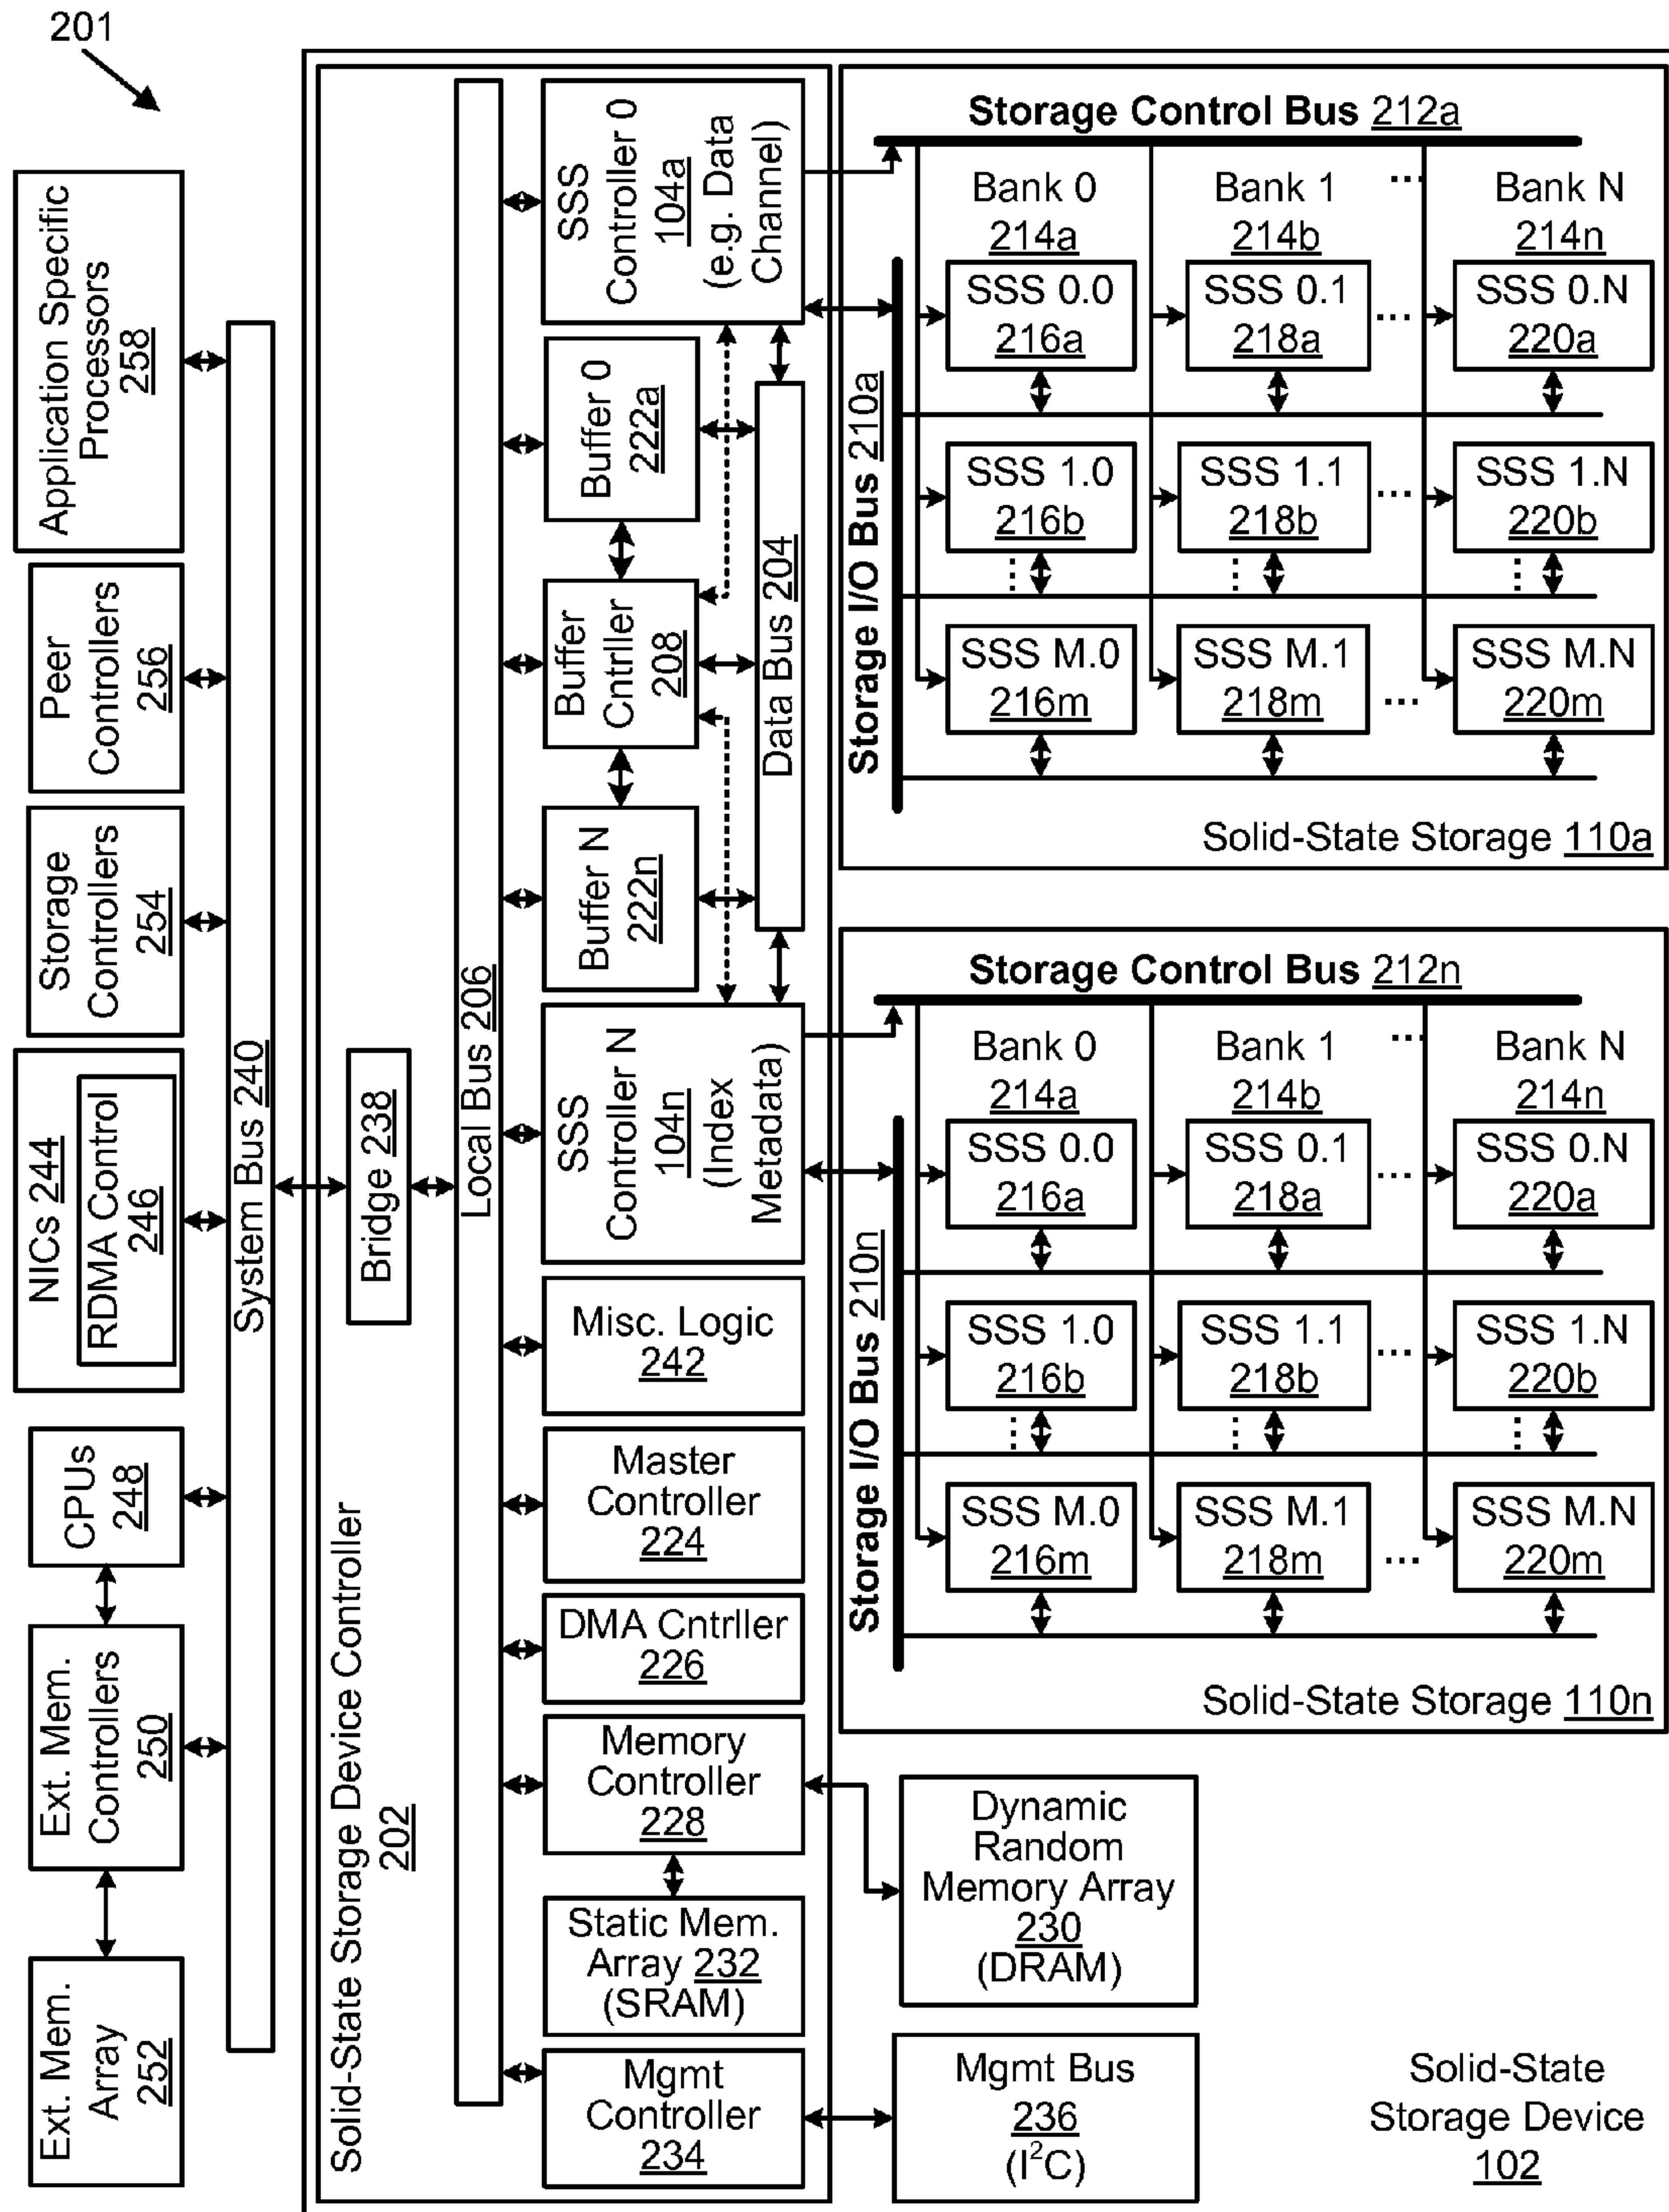 201
Application Specific
Processors
258
Peer
Controllers
256
Storage
Controllers
254
NICs 244
RDMA Control
246
CPUs
248
Ext. Mem.
Controllers
250
Ext. Mem.
Array
252
System Bus 240
Solid-State Storage Device Controller
202
Bridge 238
Local Bus 206
SSS
Controller 0
104a
(e.g. Data
Channel)
Buffer 0
222a
Buffer
Cntrller
208
Buffer N
222n
Data Bus 204
SSS
Controller N
104n
(Index
Metadata)
Misc. Logic
242
Master
Controller
224
DMA Cntrller
226
Memory
Controller
228
Static Mem.
Array 232
(SRAM)
Mgmt
Controller
234
Storage Control Bus 212a
Storage I/O Bus 210a
Bank 0
214a
Bank 1
214b
...
Bank N
214n
SSS 0.0
216a
SSS 0.1
218a
...
SSS 0.N
220a
SSS 1.0
216b
SSS 1.1
218b
...
SSS 1.N
220b
...
...
...
SSS M.0
216m
SSS M.1
218m
...
SSS M.N
220m
Solid-State Storage 110a
Storage Control Bus 212n
Storage I/O Bus 210n
Bank 0
214a
Bank 1
214b
...
Bank N
214n
SSS 0.0
216a
SSS 0.1
218a
...
SSS 0.N
220a
SSS 1.0
216b
SSS 1.1
218b
...
SSS 1.N
220b
...
...
...
SSS M.0
216m
SSS M.1
218m
...
SSS M.N
220m
Solid-State Storage 110n
Dynamic
Random
Memory Array
230
(DRAM)
Mgmt Bus
236
(I²C)
Solid-State
Storage Device
102